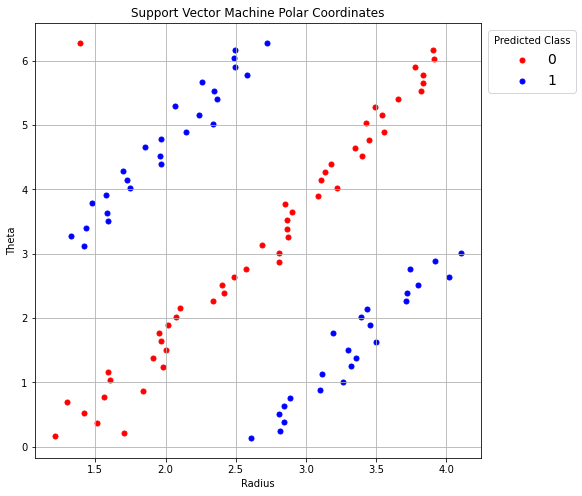 Support Vector Machine Polar Coordinates
Predicted Class
0
1
6
5
4
3
2
1
0
Theta
1.5 2.0 2.5 3.0 3.5 4.0
Radius